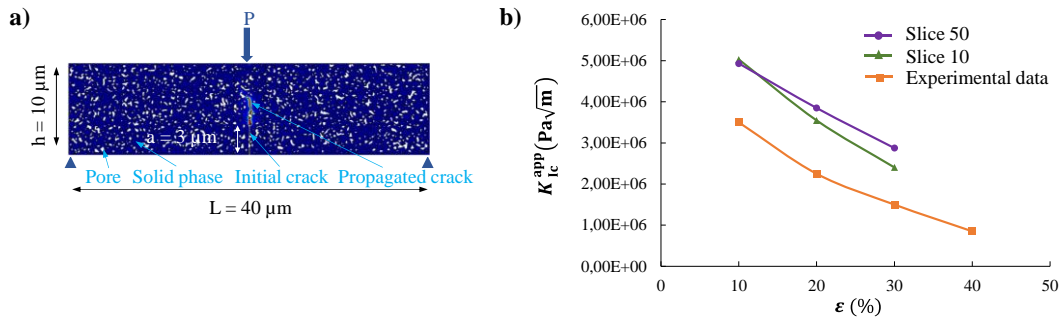 a)
P
h = 10 µm
a = 3 µm
Pore Solid phase Initial crack Propagated crack
L = 40 µm
b)
6,00E+06
5,00E+06
4,00E+06
3,00E+06
2,00E+06
1,00E+06
0,00E+06
K_Ic^app (Pa√m)
0 10 20 30 40 50
ε (%)
Slice 50
Slice 10
Experimental data